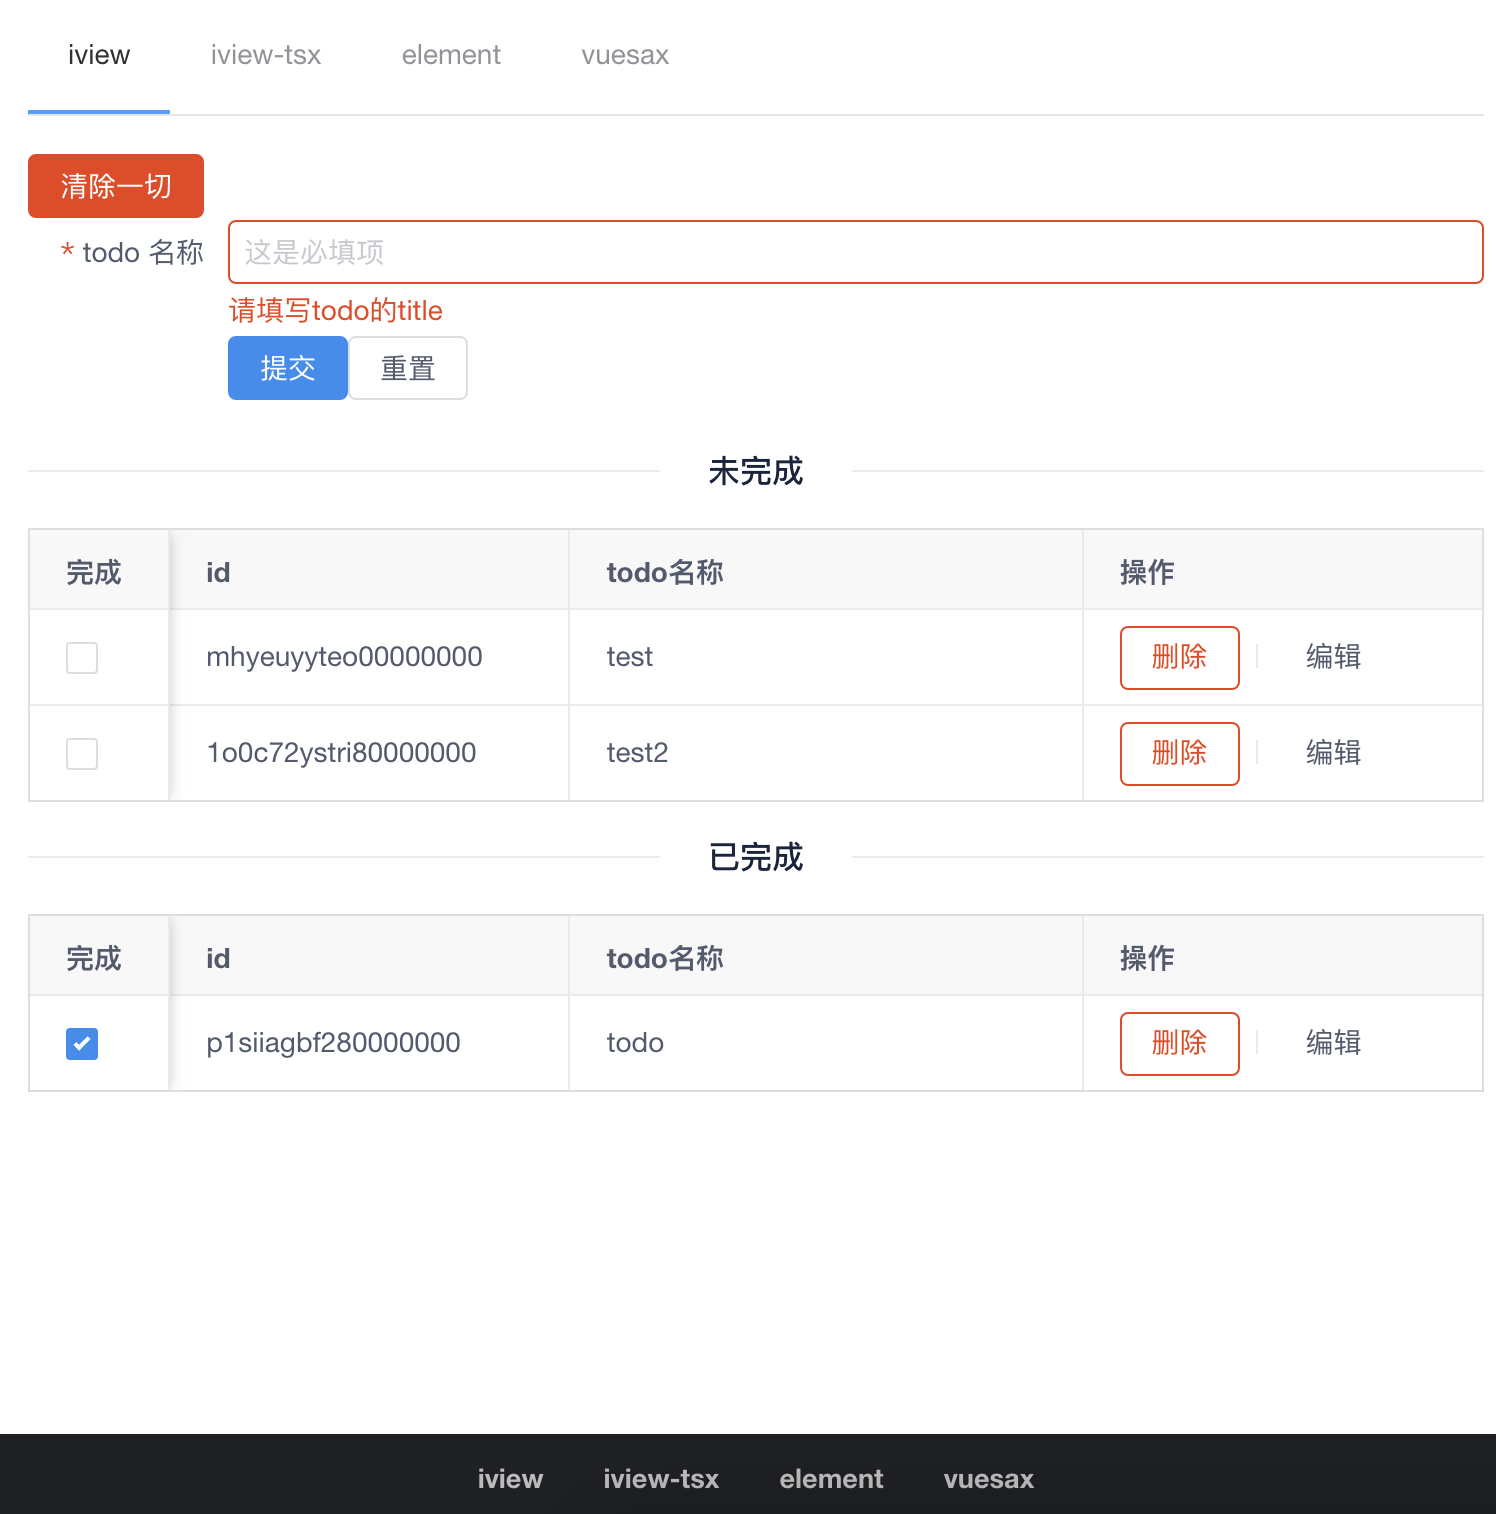 iview iview-tsx element vuesax
清除一切
* todo 名称 这是必填项
请填写todo的title
提交 重置
未完成
完成 id todo名称 操作
mhyeuyyteo00000000 test 删除 编辑
1o0c72ystri80000000 test2 删除 编辑
已完成
完成 id todo名称 操作
p1siiagbf280000000 todo 删除 编辑
iview iview-tsx element vuesax